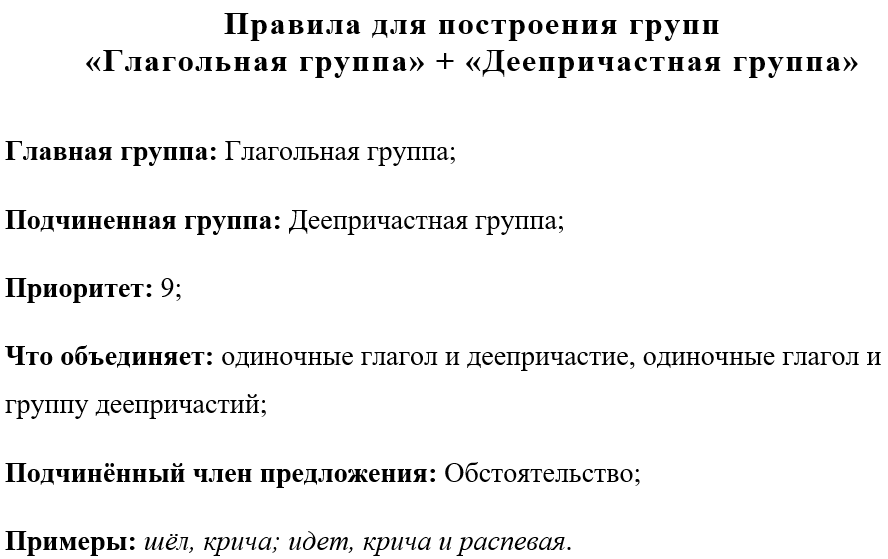 Правила для построения групп
«Глагольная группа» + «Деепричастная группа»
Главная группа: Глагольная группа;
Подчиненная группа: Деепричастная группа;
Приоритет: 9;
Что объединяет: одиночные глагол и деепричастие, одиночные глагол и
группу деепричастий;
Подчинённый член предложения: Обстоятельство;
Примеры: шёл, крича; идет, крича и распевая.